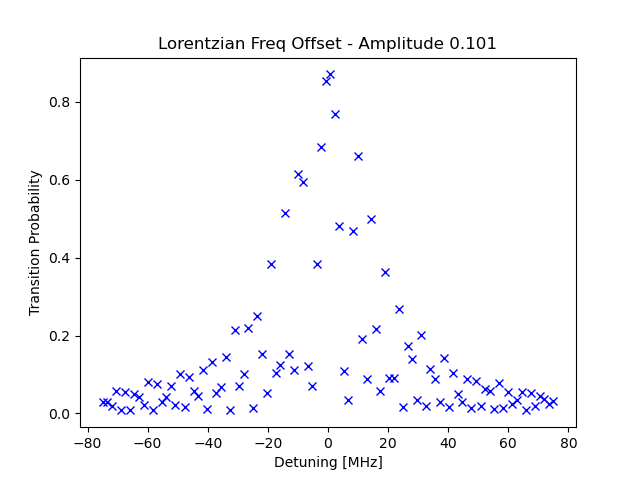 Lorentzian Freq Offset - Amplitude 0.101
Transition Probability
0.8
0.6
0.4
0.2
0.0
−80 −60 −40 −20 0 20 40 60 80
Detuning [MHz]